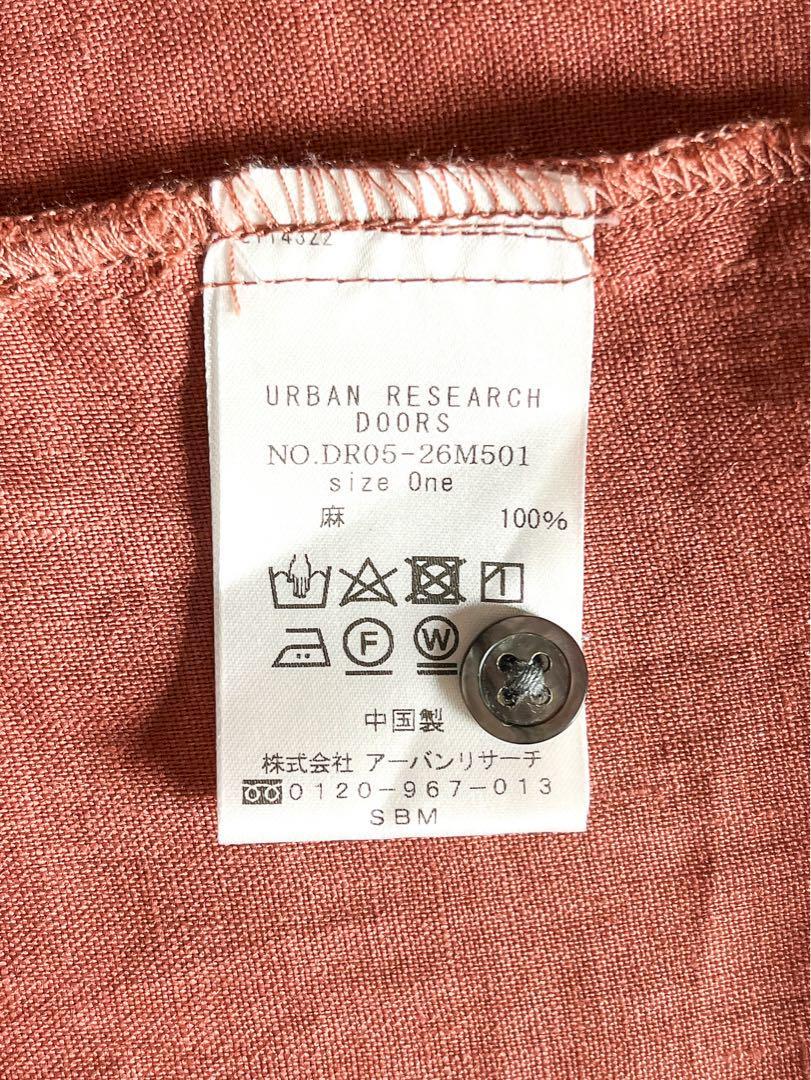 URBAN RESEARCH
DOORS
NO.DR05-26M501
size One
麻 100%
F W
中国製
株式会社 アーバンリサーチ
0120-967-013
SBM